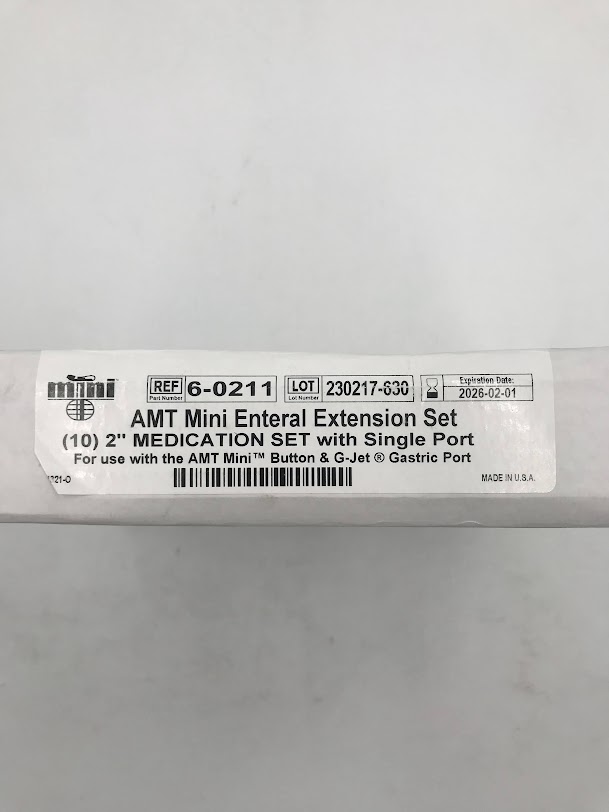 mini
REF Part Number 6-0211 LOT Lot Number 230217-630 Expiration Date: 2026-02-01
AMT Mini Enteral Extension Set
(10) 2" MEDICATION SET with Single Port
For use with the AMT Mini™ Button & G-Jet ® Gastric Port
MADE IN U.S.A.